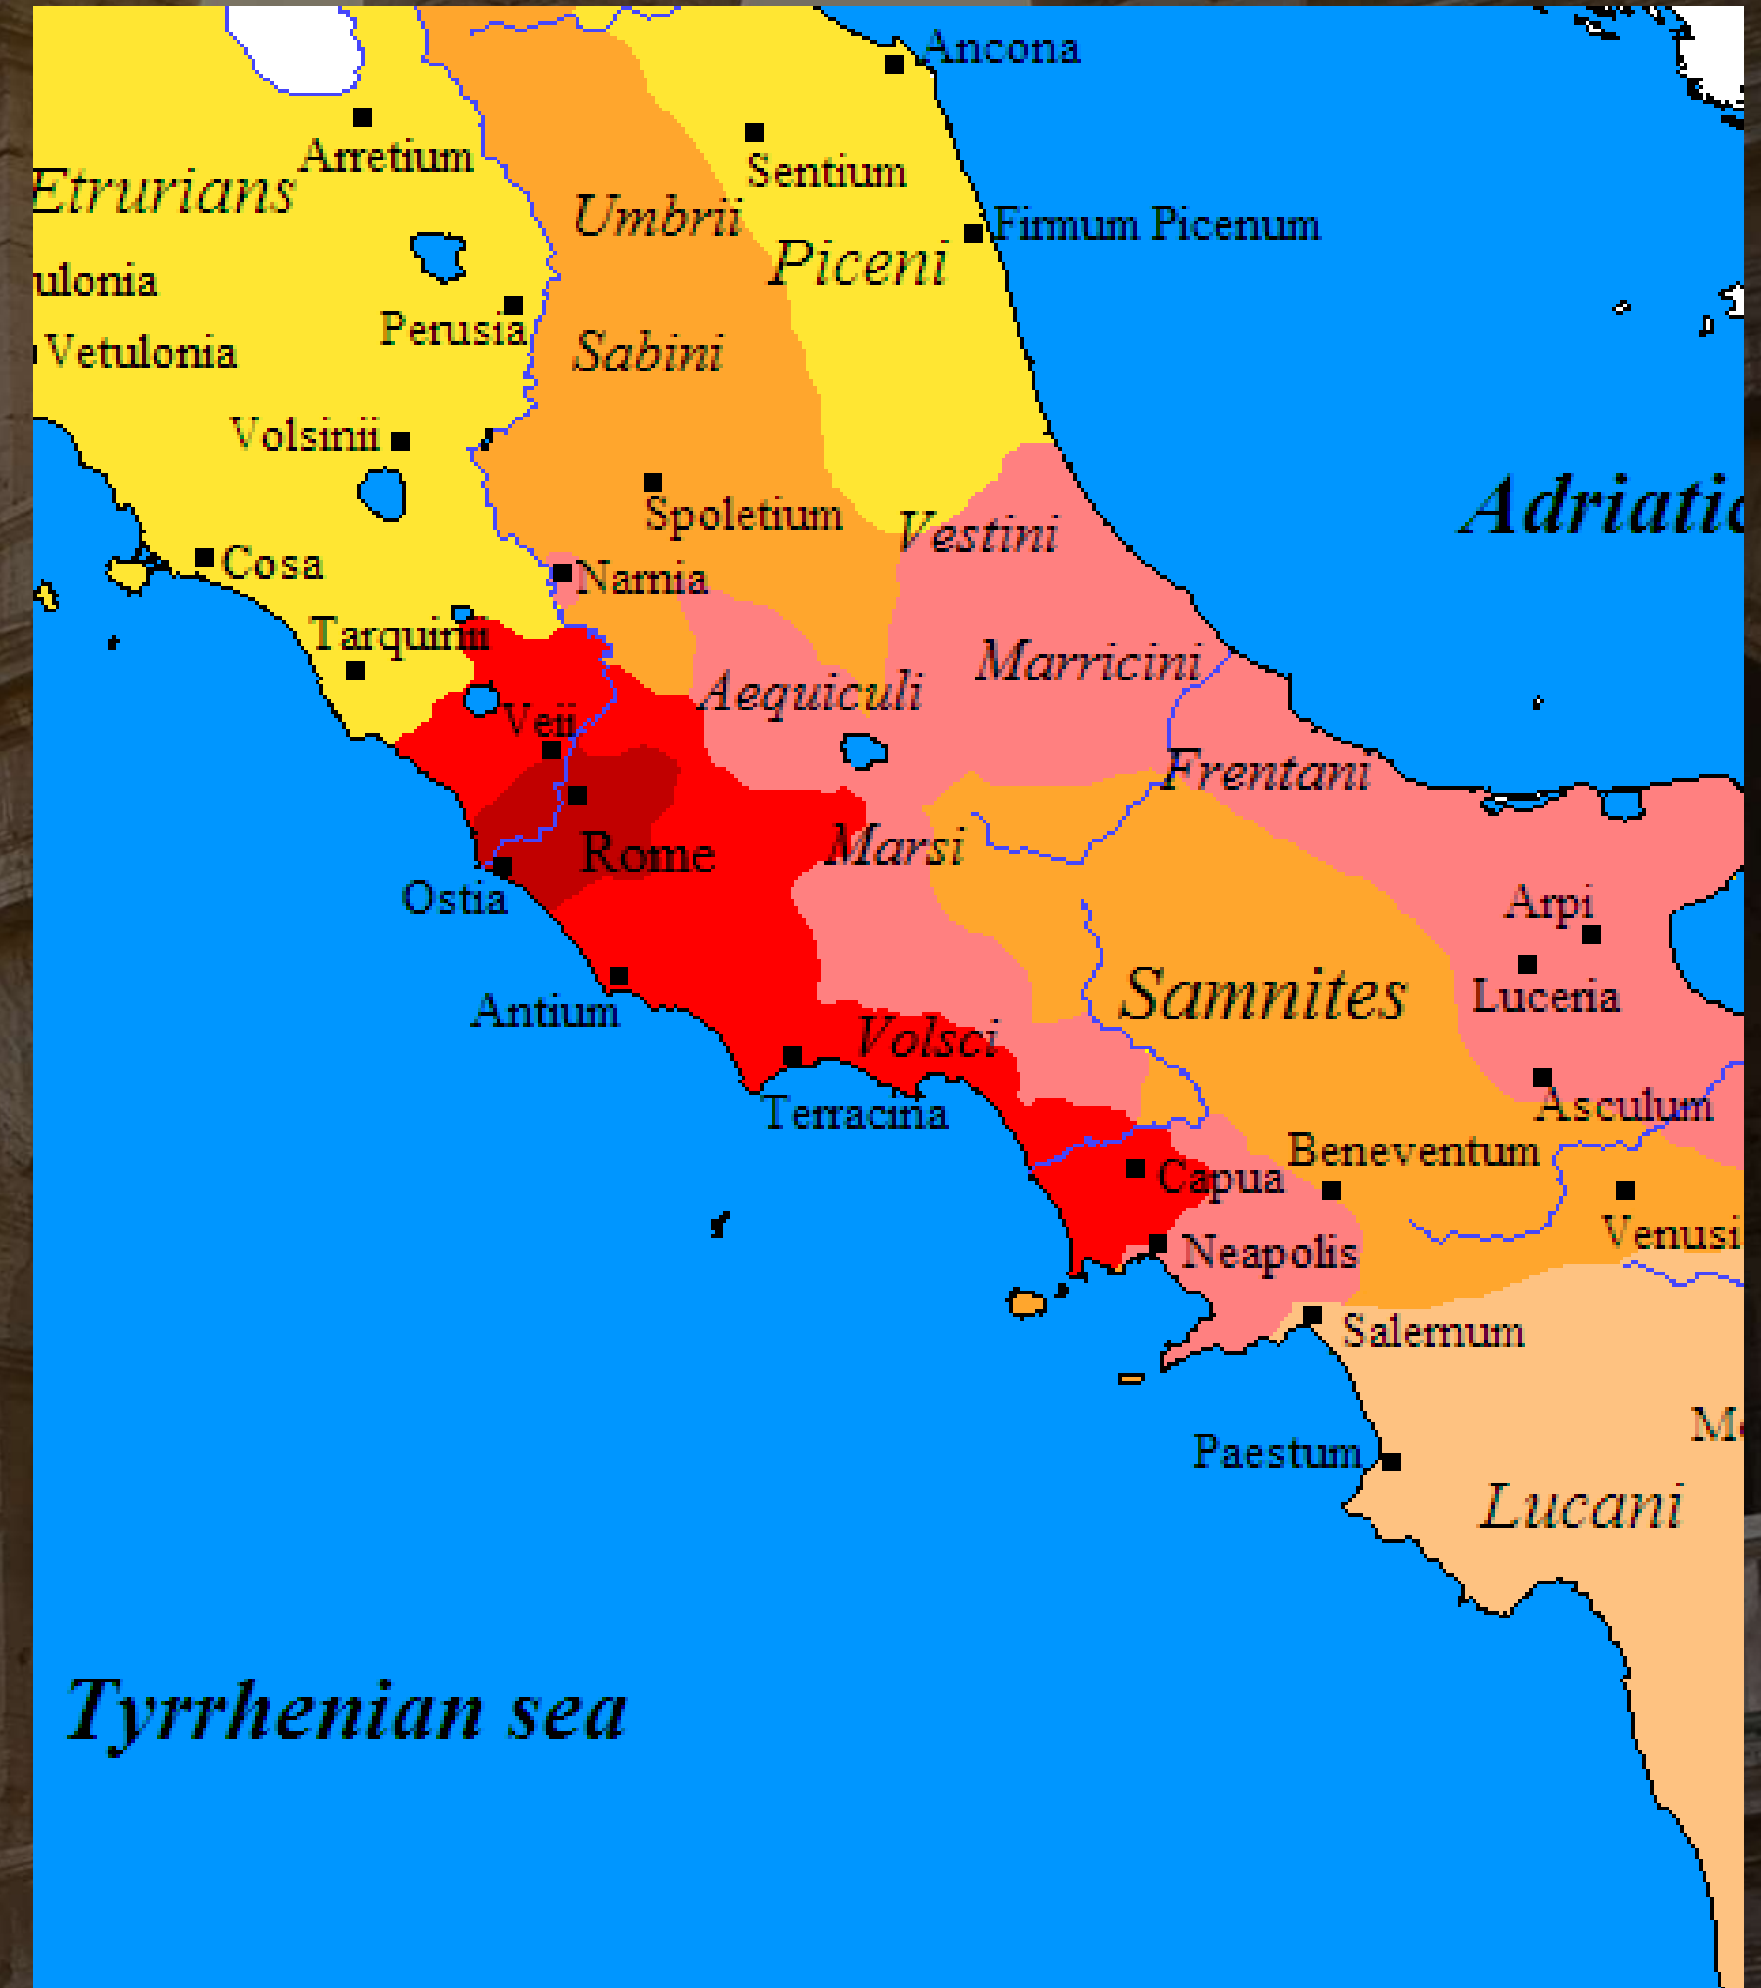 Ancona
Arretium
Sentium
Etrurians
Umbrii
Firmum Picenum
Piceni
ulonia
Perusia
Vetulonia
Sabini
Volsinii
Spoletium
Vestini
Adriatic
Cosa
Narnia
Tarquinii
Marricini
Aequiculi
Veii
Frentani
Rome
Marsi
Ostia
Arpi
Samnites
Luceria
Antium
Volsci
Terracina
Asculum
Beneventum
Capua
Venusi
Neapolis
Salernum
Paestum
Lucani
Tyrrhenian sea